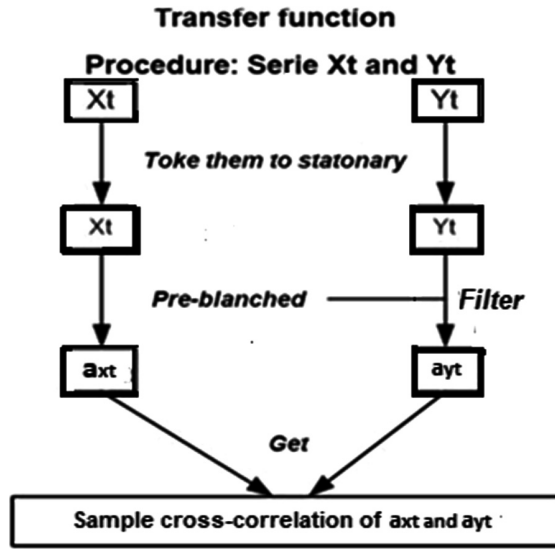 Transfer function
Procedure: Serie Xt and Yt
Xt Yt
Toke them to statonary
Xt Yt
Pre-blanched Filter
axt ayt
Get
Sample cross-correlation of axt and ayt